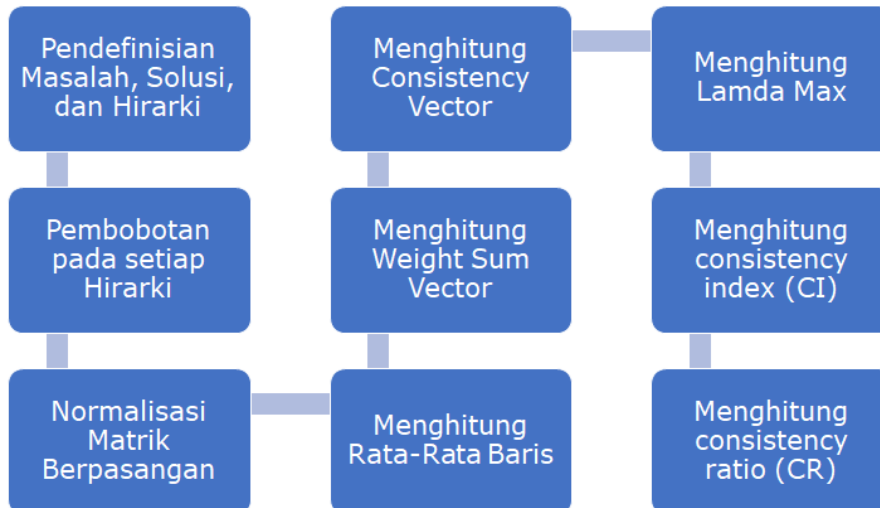 Pendefinisian
Masalah, Solusi,
dan Hirarki
Pembobotan
pada setiap
Hirarki
Normalisasi
Matrik
Berpasangan
Menghitung
Rata-Rata Baris
Menghitung
Weight Sum
Vector
Menghitung
Consistency
Vector
Menghitung
Lamda Max
Menghitung
consistency
index (CI)
Menghitung
consistency
ratio (CR)